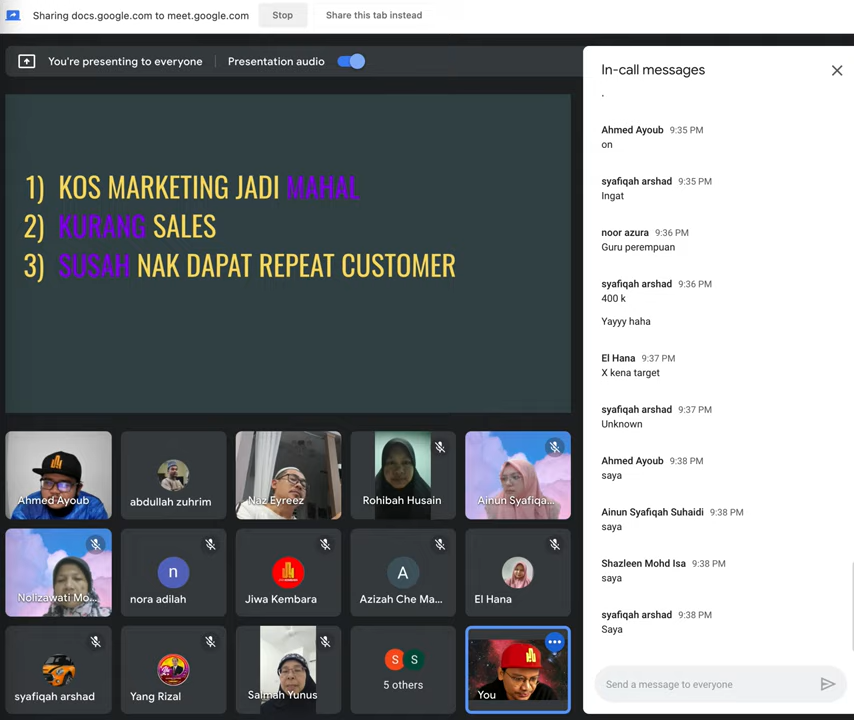 Sharing docs.google.com to meet.google.com
Stop
Share this tab instead
You're presenting to everyone
Presentation audio
1) KOS MARKETING JADI MAHAL
2) KURANG SALES
3) SUSAH NAK DAPAT REPEAT CUSTOMER
Ahmed Ayoub
abdullah zuhrim
Naz Eyreez
Rohibah Husain
Ainun Syafiqa...
Nolizawati Mo...
n
nora adilah
Jiwa Kembara
A
Azizah Che Ma...
El Hana
syafiqah arshad
Yang Rizal
Salmah Yunus
S S
5 others
You
In-call messages
.
Ahmed Ayoub 9:35 PM
on
syafiqah arshad 9:35 PM
Ingat
noor azura 9:36 PM
Guru perempuan
syafiqah arshad 9:36 PM
400 k
Yayyy haha
El Hana 9:37 PM
X kena target
syafiqah arshad 9:37 PM
Unknown
Ahmed Ayoub 9:38 PM
saya
Ainun Syafiqah Suhaidi 9:38 PM
saya
Shazleen Mohd Isa 9:38 PM
saya
syafiqah arshad 9:38 PM
Saya
Send a message to everyone